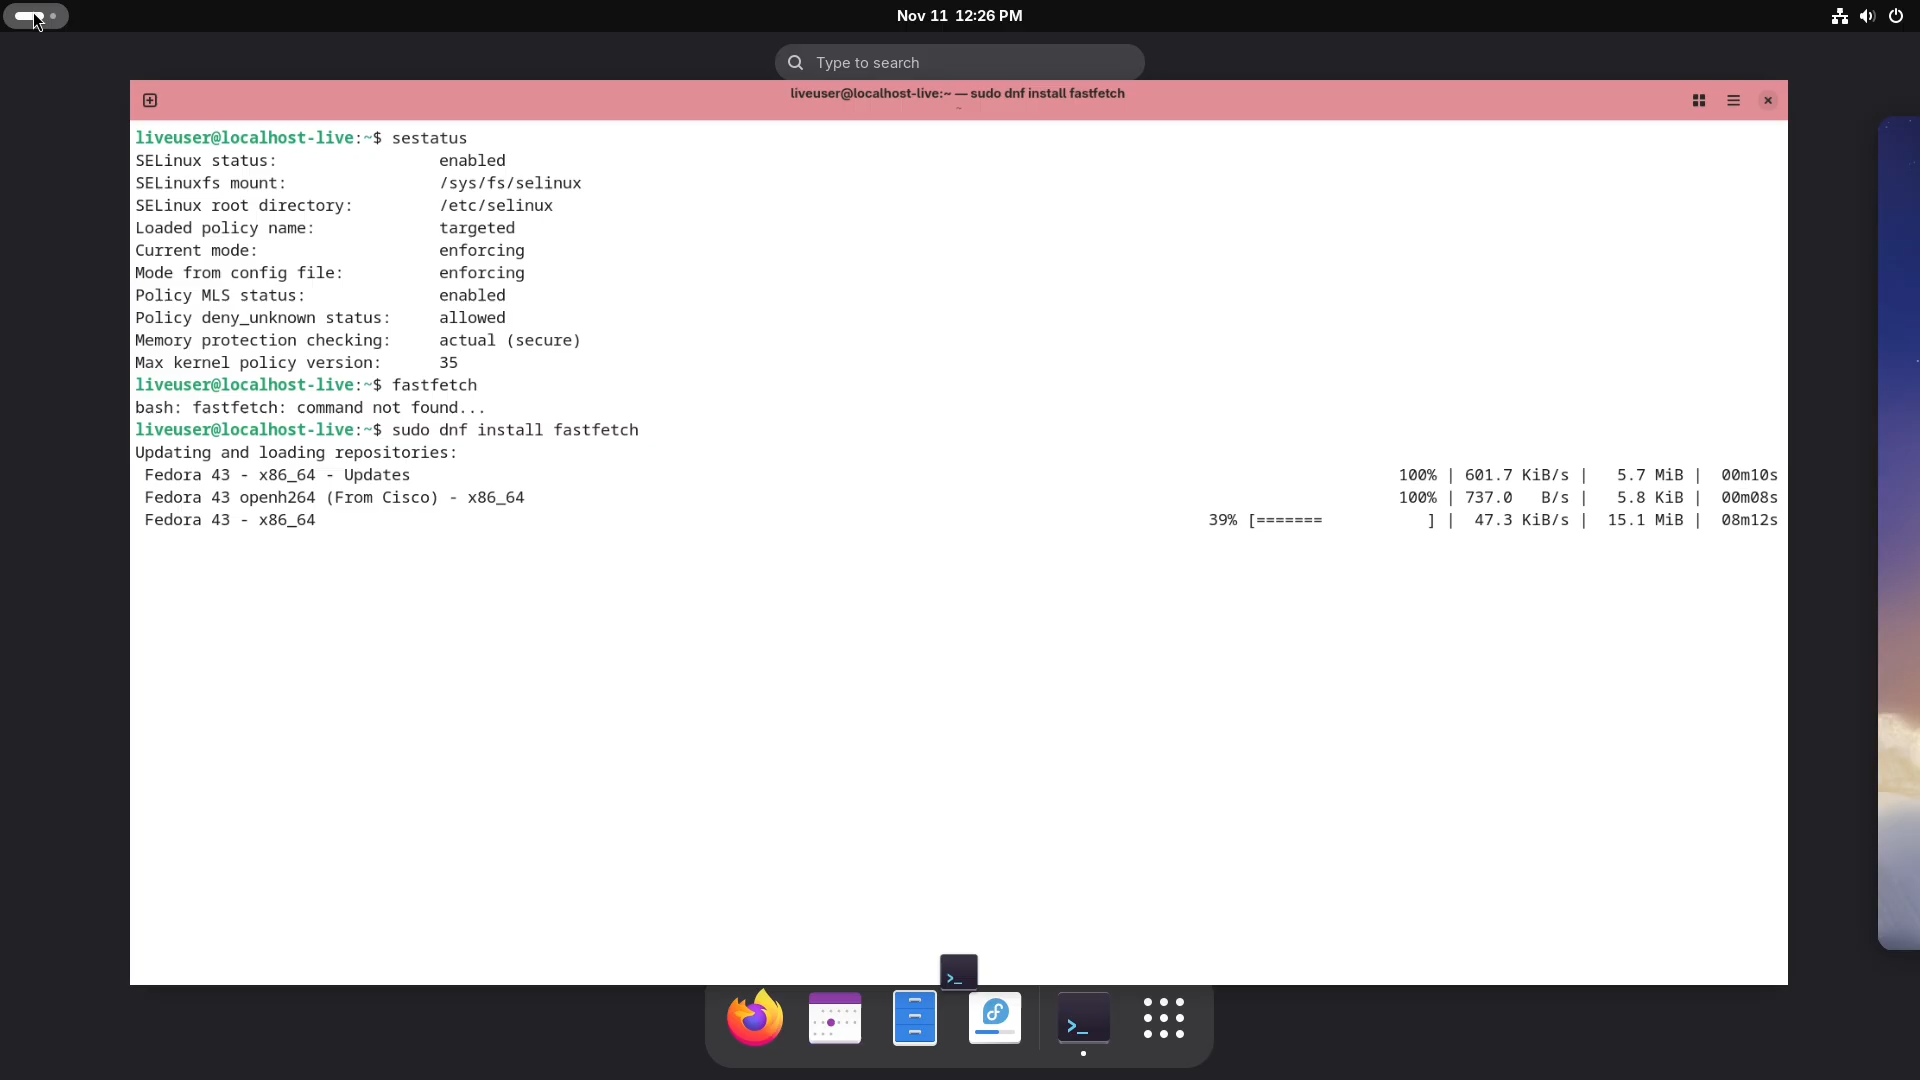 Nov 11 12:26 PM
Type to search
liveuser@localhost-live:~ — sudo dnf install fastfetch
~
liveuser@localhost-live:~$ sestatus
SELinux status:                 enabled
SELinuxfs mount:                /sys/fs/selinux
SELinux root directory:         /etc/selinux
Loaded policy name:             targeted
Current mode:                   enforcing
Mode from config file:          enforcing
Policy MLS status:              enabled
Policy deny_unknown status:     allowed
Memory protection checking:     actual (secure)
Max kernel policy version:      35
liveuser@localhost-live:~$ fastfetch
bash: fastfetch: command not found...
liveuser@localhost-live:~$ sudo dnf install fastfetch
Updating and loading repositories:
Fedora 43 - x86_64 - Updates 100% | 601.7 KiB/s | 5.7 MiB | 00m10s
Fedora 43 openh264 (From Cisco) - x86_64 100% | 737.0 B/s | 5.8 KiB | 00m08s
Fedora 43 - x86_64 39% [=======           ] | 47.3 KiB/s | 15.1 MiB | 08m12s
>_
>_